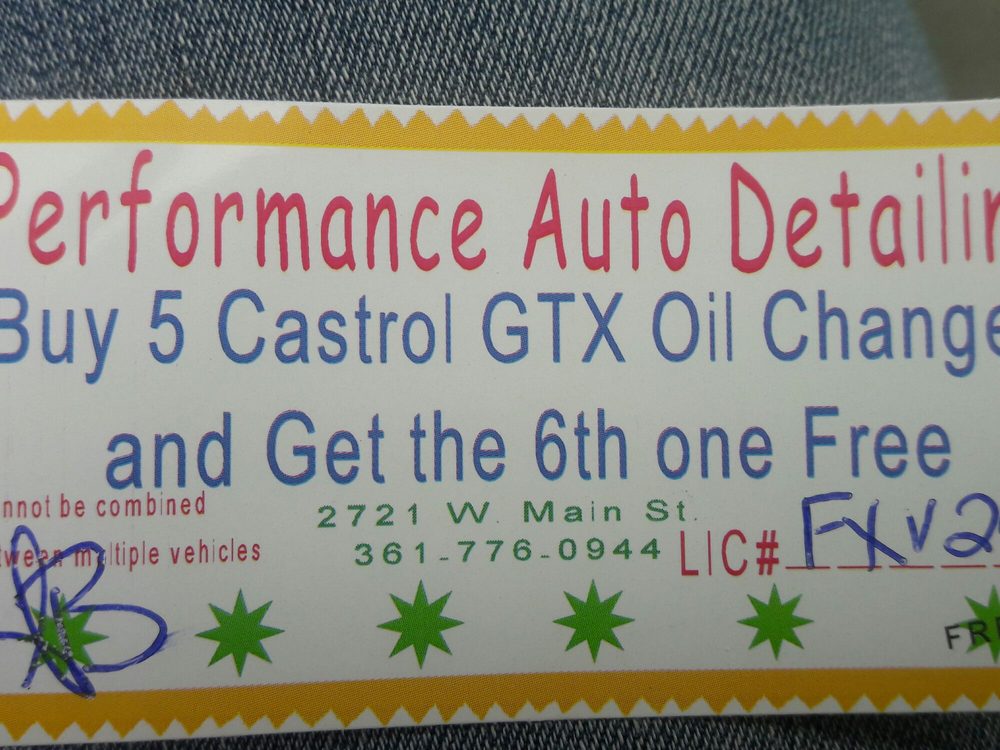 Performance Auto Detailin
Buy 5 Castrol GTX Oil Change
and Get the 6th one Free
nnot be combined
tween multiple vehicles
2721 W. Main St.
361-776-0944
LIC# FXV2
FRE